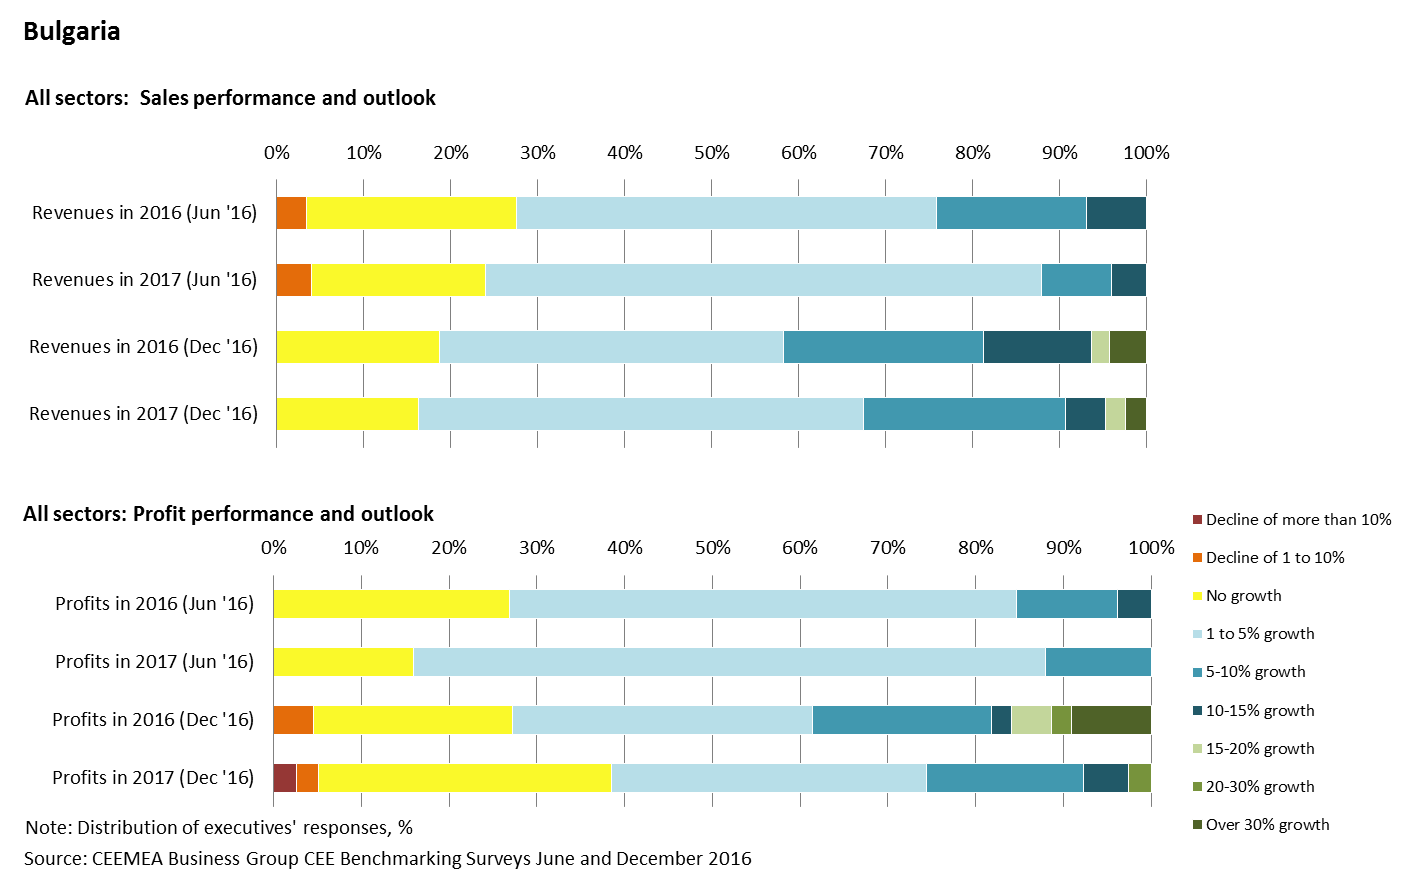 Bulgaria
All sectors:  Sales performance and outlook
0% 10% 20% 30% 40% 50% 60% 70% 80% 90% 100%
Revenues in 2016 (Jun '16)
Revenues in 2017 (Jun '16)
Revenues in 2016 (Dec '16)
Revenues in 2017 (Dec '16)
All sectors: Profit performance and outlook
0% 10% 20% 30% 40% 50% 60% 70% 80% 90% 100%
Profits in 2016 (Jun '16)
Profits in 2017 (Jun '16)
Profits in 2016 (Dec '16)
Profits in 2017 (Dec '16)
Decline of more than 10%
Decline of 1 to 10%
No growth
1 to 5% growth
5-10% growth
10-15% growth
15-20% growth
20-30% growth
Over 30% growth
Note: Distribution of executives' responses, %
Source: CEEMEA Business Group CEE Benchmarking Surveys June and December 2016